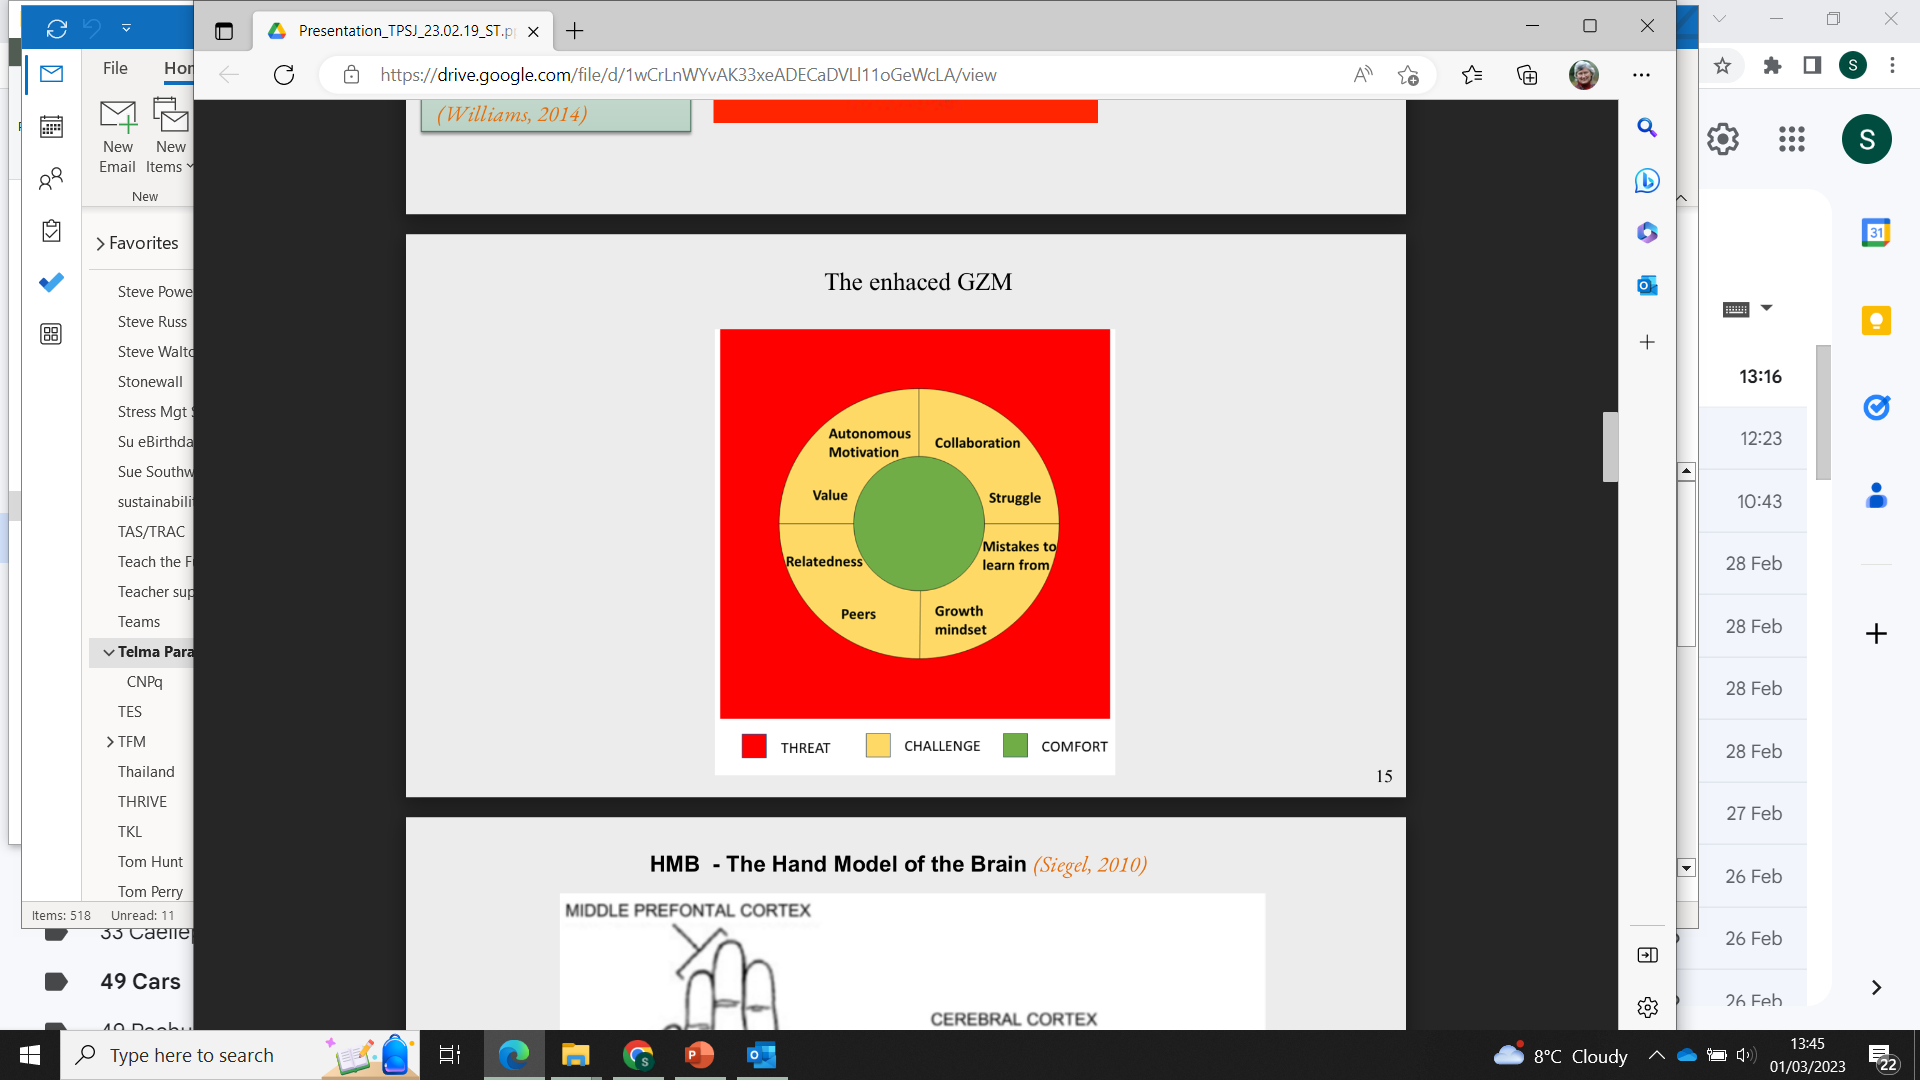 Presentation_TPSJ_23.02.19_ST.p
https://drive.google.com/file/d/1wCrLnWYvAK33xeADECaDVLl11oGeWcLA/view
File
New
Email
New
Items
New
Favorites
Steve Powe
Steve Russ
Steve Walto
Stonewall
Stress Mgt S
Su eBirthda
Sue Southw
sustainabilit
TAS/TRAC
Teach the F
Teacher sup
Teams
Telma Para
CNPq
TES
TFM
Thailand
THRIVE
TKL
Tom Hunt
Tom Perry
Items: 518 Unread: 11
49 Cars
(Williams, 2014)
The enhaced GZM
Autonomous
Motivation
Collaboration
Value
Struggle
Relatedness
Mistakes to
learn from
Peers
Growth
mindset
THREAT CHALLENGE COMFORT
15
HMB - The Hand Model of the Brain (Siegel, 2010)
MIDDLE PREFONTAL CORTEX
CEREBRAL CORTEX
S
S
31
13:16
12:23
10:43
28 Feb
28 Feb
28 Feb
28 Feb
27 Feb
26 Feb
26 Feb
26 Feb
Type here to search
8°C Cloudy
13:45
01/03/2023
22